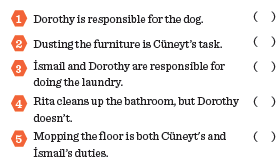 1 Dorothy is responsible for the dog. ( )
2 Dusting the furniture is Cüneyt's task. ( )
3 İsmail and Dorothy are responsible for ( )
doing the laundry.
4 Rita cleans up the bathroom, but Dorothy ( )
doesn't.
5 Mopping the floor is both Cüneyt's and ( )
İsmail's duties.